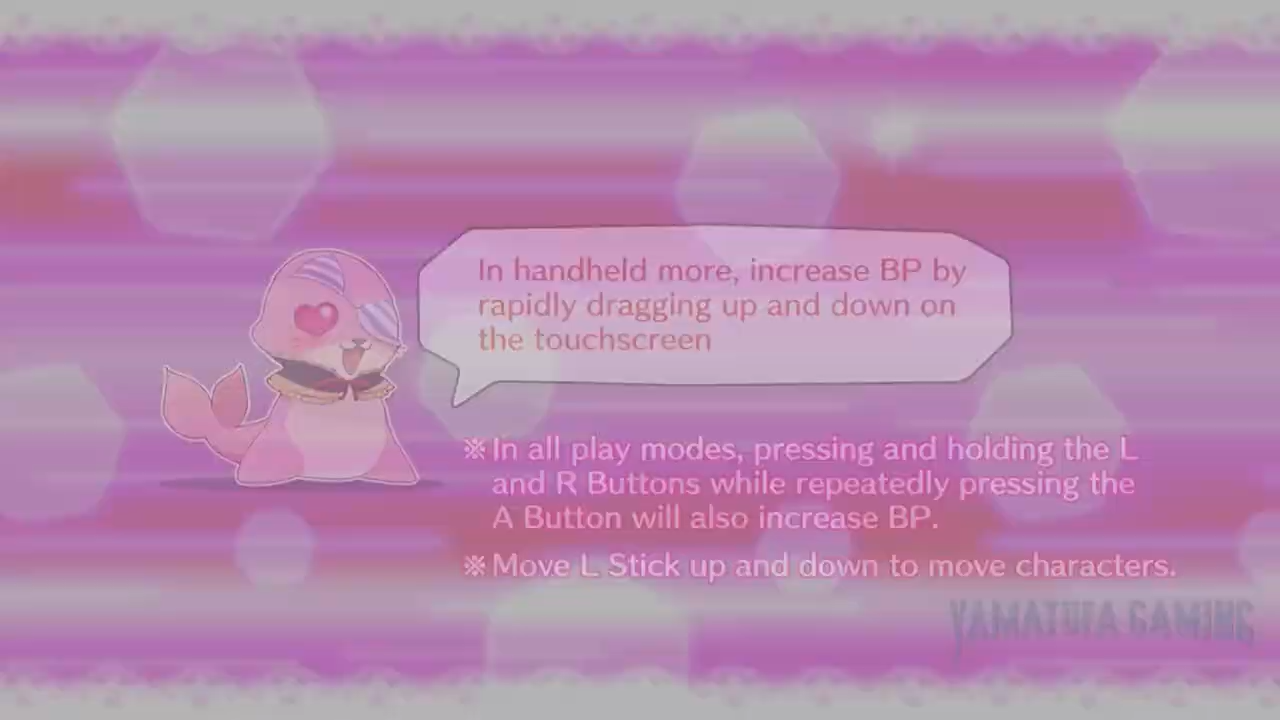 In handheld more, increase BP by
rapidly dragging up and down on
the touchscreen
※In all play modes, pressing and holding the L
and R Buttons while repeatedly pressing the
A Button will also increase BP.
※Move L Stick up and down to move characters.
YAMATUFA GAMING